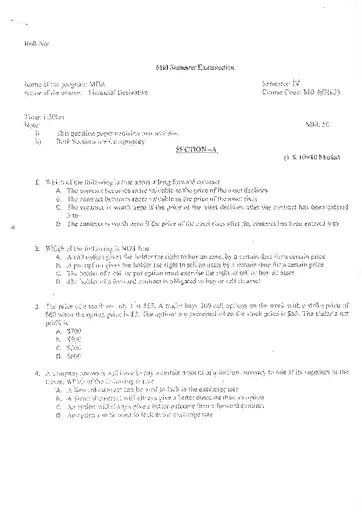 Roll No:
Mid Semester Examination
Name of the program: MBA Semester: IV
Name of the course: Financial Derivative Course Code: MB
Time:
Note: MM: 50
i) This question paper contains two sections.
ii) Both Sections are Compulsory
SECTION –A
1. Which of the following is true about a long forward contract
A. The contract becomes more valuable as the price of the asset declines
B. The contract becomes more valuable as the price of the asset rises
C. The contract is worth zero if the price of the asset declines after the contract has been entered
into
D. The contract is worth zero if the price of the asset rises after the contract has been entered into
2. Which of the following is NOT true
A. A call option gives the holder the right to buy an asset by a certain date for a certain price
B. A put option gives the holder the right to sell an asset by a certain date for a certain price
C. The holder of a call or put option must exercise the right to sell or buy an asset
D. The holder of a forward contract is obligated to buy or sell an asset
3. The price of a stock on July 1 is $57. A trader buys 100 call options on the stock with a strike price of
$60 when the option price is $2. The options are exercised when the stock price is $65. The trader's net
profit is
A. $700
B. $500
C. $300
D. $600
4. A company knows it will have to pay a certain amount of a foreign currency to one of its suppliers in the
future. Which of the following is true
A. A forward contract can be used to lock in the exchange rate
B. A forward contract will always give a better outcome than an option
C. An option will always give a better outcome than a forward contract
D. An option can be used to lock in the exchange rate